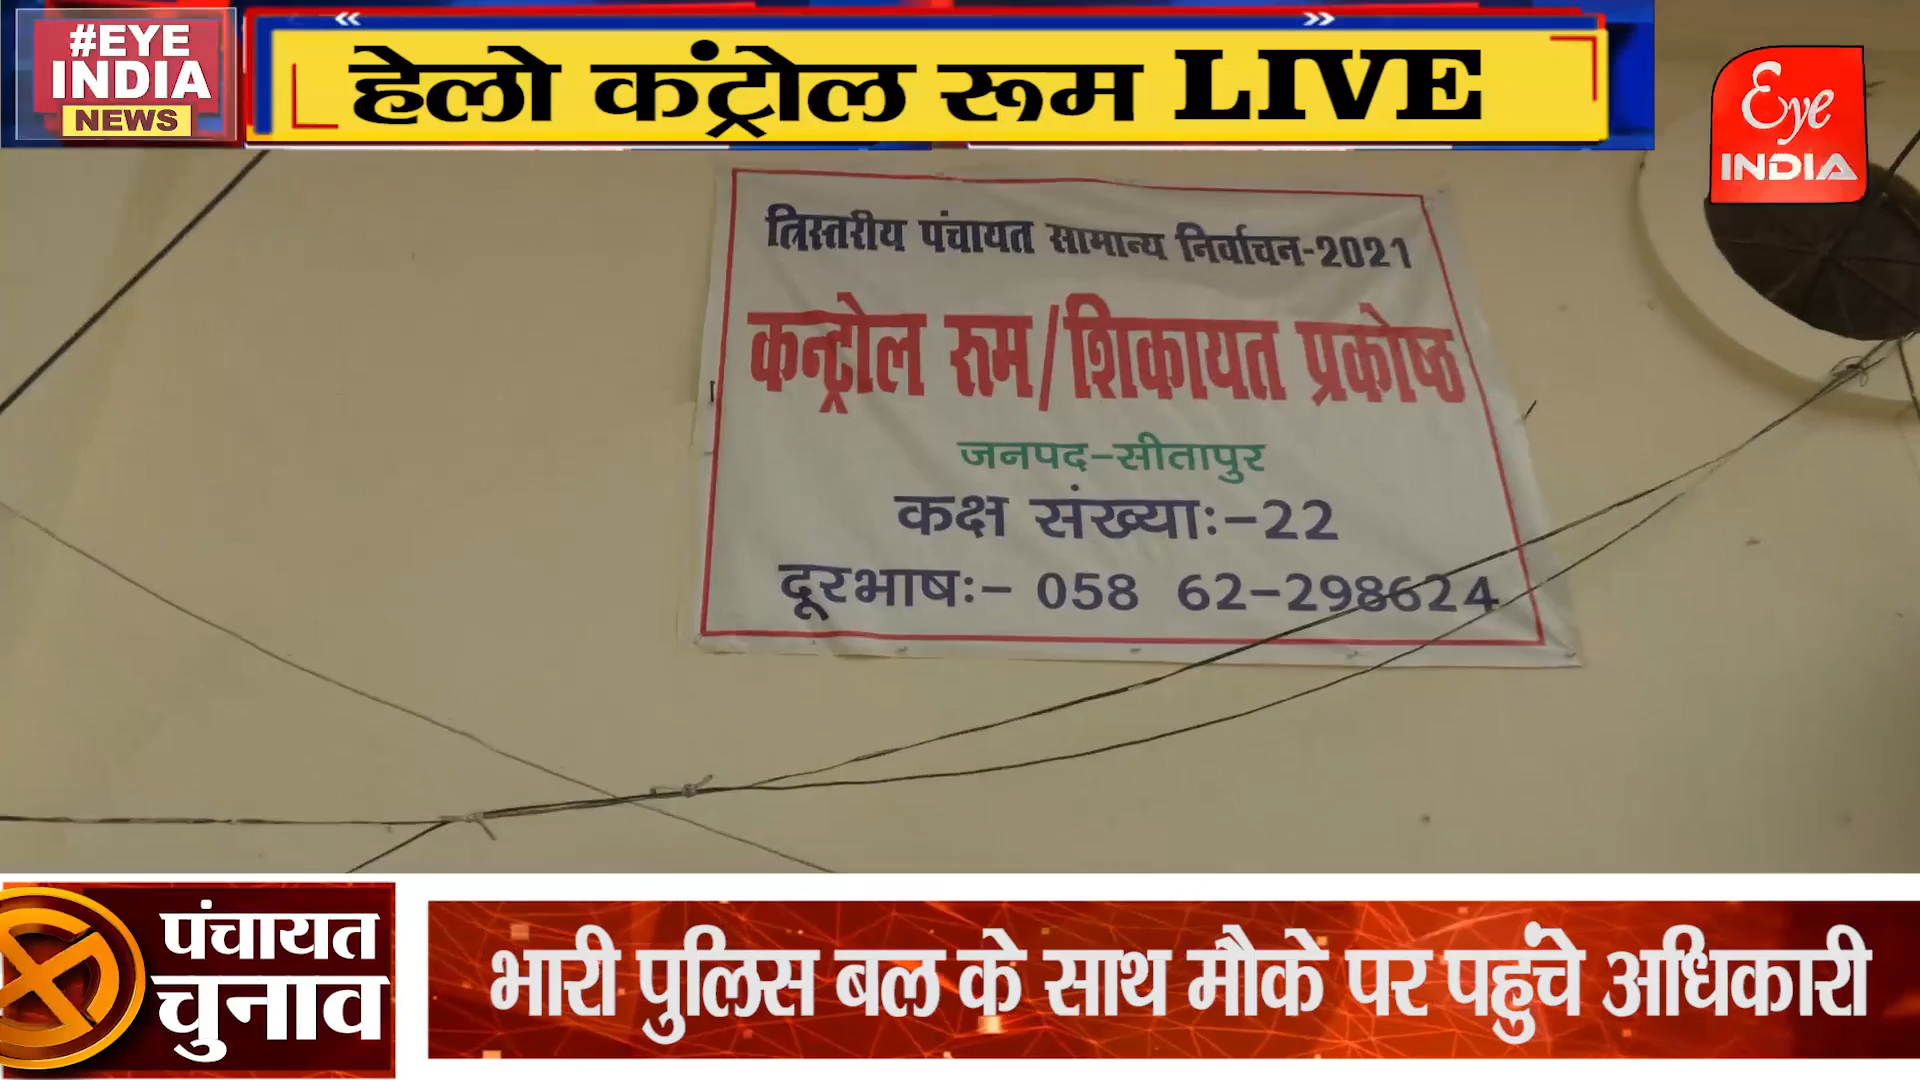 #EYE
INDIA
NEWS
हेलो कंट्रोल रूम LIVE
Eye
INDIA
त्रिस्तरीय पंचायत सामान्य निर्वाचन-2021
कन्ट्रोल रुम/शिकायत प्रकोष्ठ
जनपद-सीतापुर
कक्ष संख्याः-22
दूरभाषः- 058 62-298624
पंचायत
चुनाव
भारी पुलिस बल के साथ मौके पर पहुंचे अधिकारी